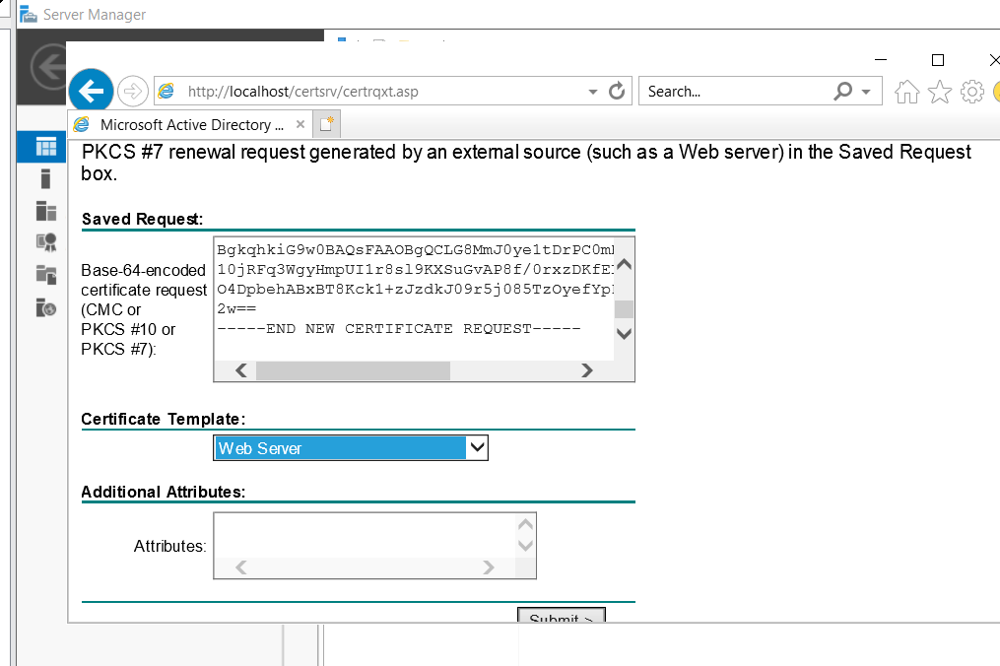 Server Manager
http://localhost/certsrv/certrqxt.asp
Search...
Microsoft Active Directory ...
PKCS #7 renewal request generated by an external source (such as a Web server) in the Saved Request
box.
Saved Request:
Base-64-encoded
certificate request
(CMC or
PKCS #10 or
PKCS #7):
BgkqhkiG9w0BAQsFAAOBgQCLG8MmJ0ye1tDrPC0m
10jRFq3WgyHmpUI1r8sl9KXSuGvAP8f/0rxzDKfE
O4DpbehABxBT8Kck1+zJzdkJ09r5j085TzOyefYp
2w==
-----END NEW CERTIFICATE REQUEST-----
Certificate Template:
Web Server
Additional Attributes:
Attributes:
Submit >